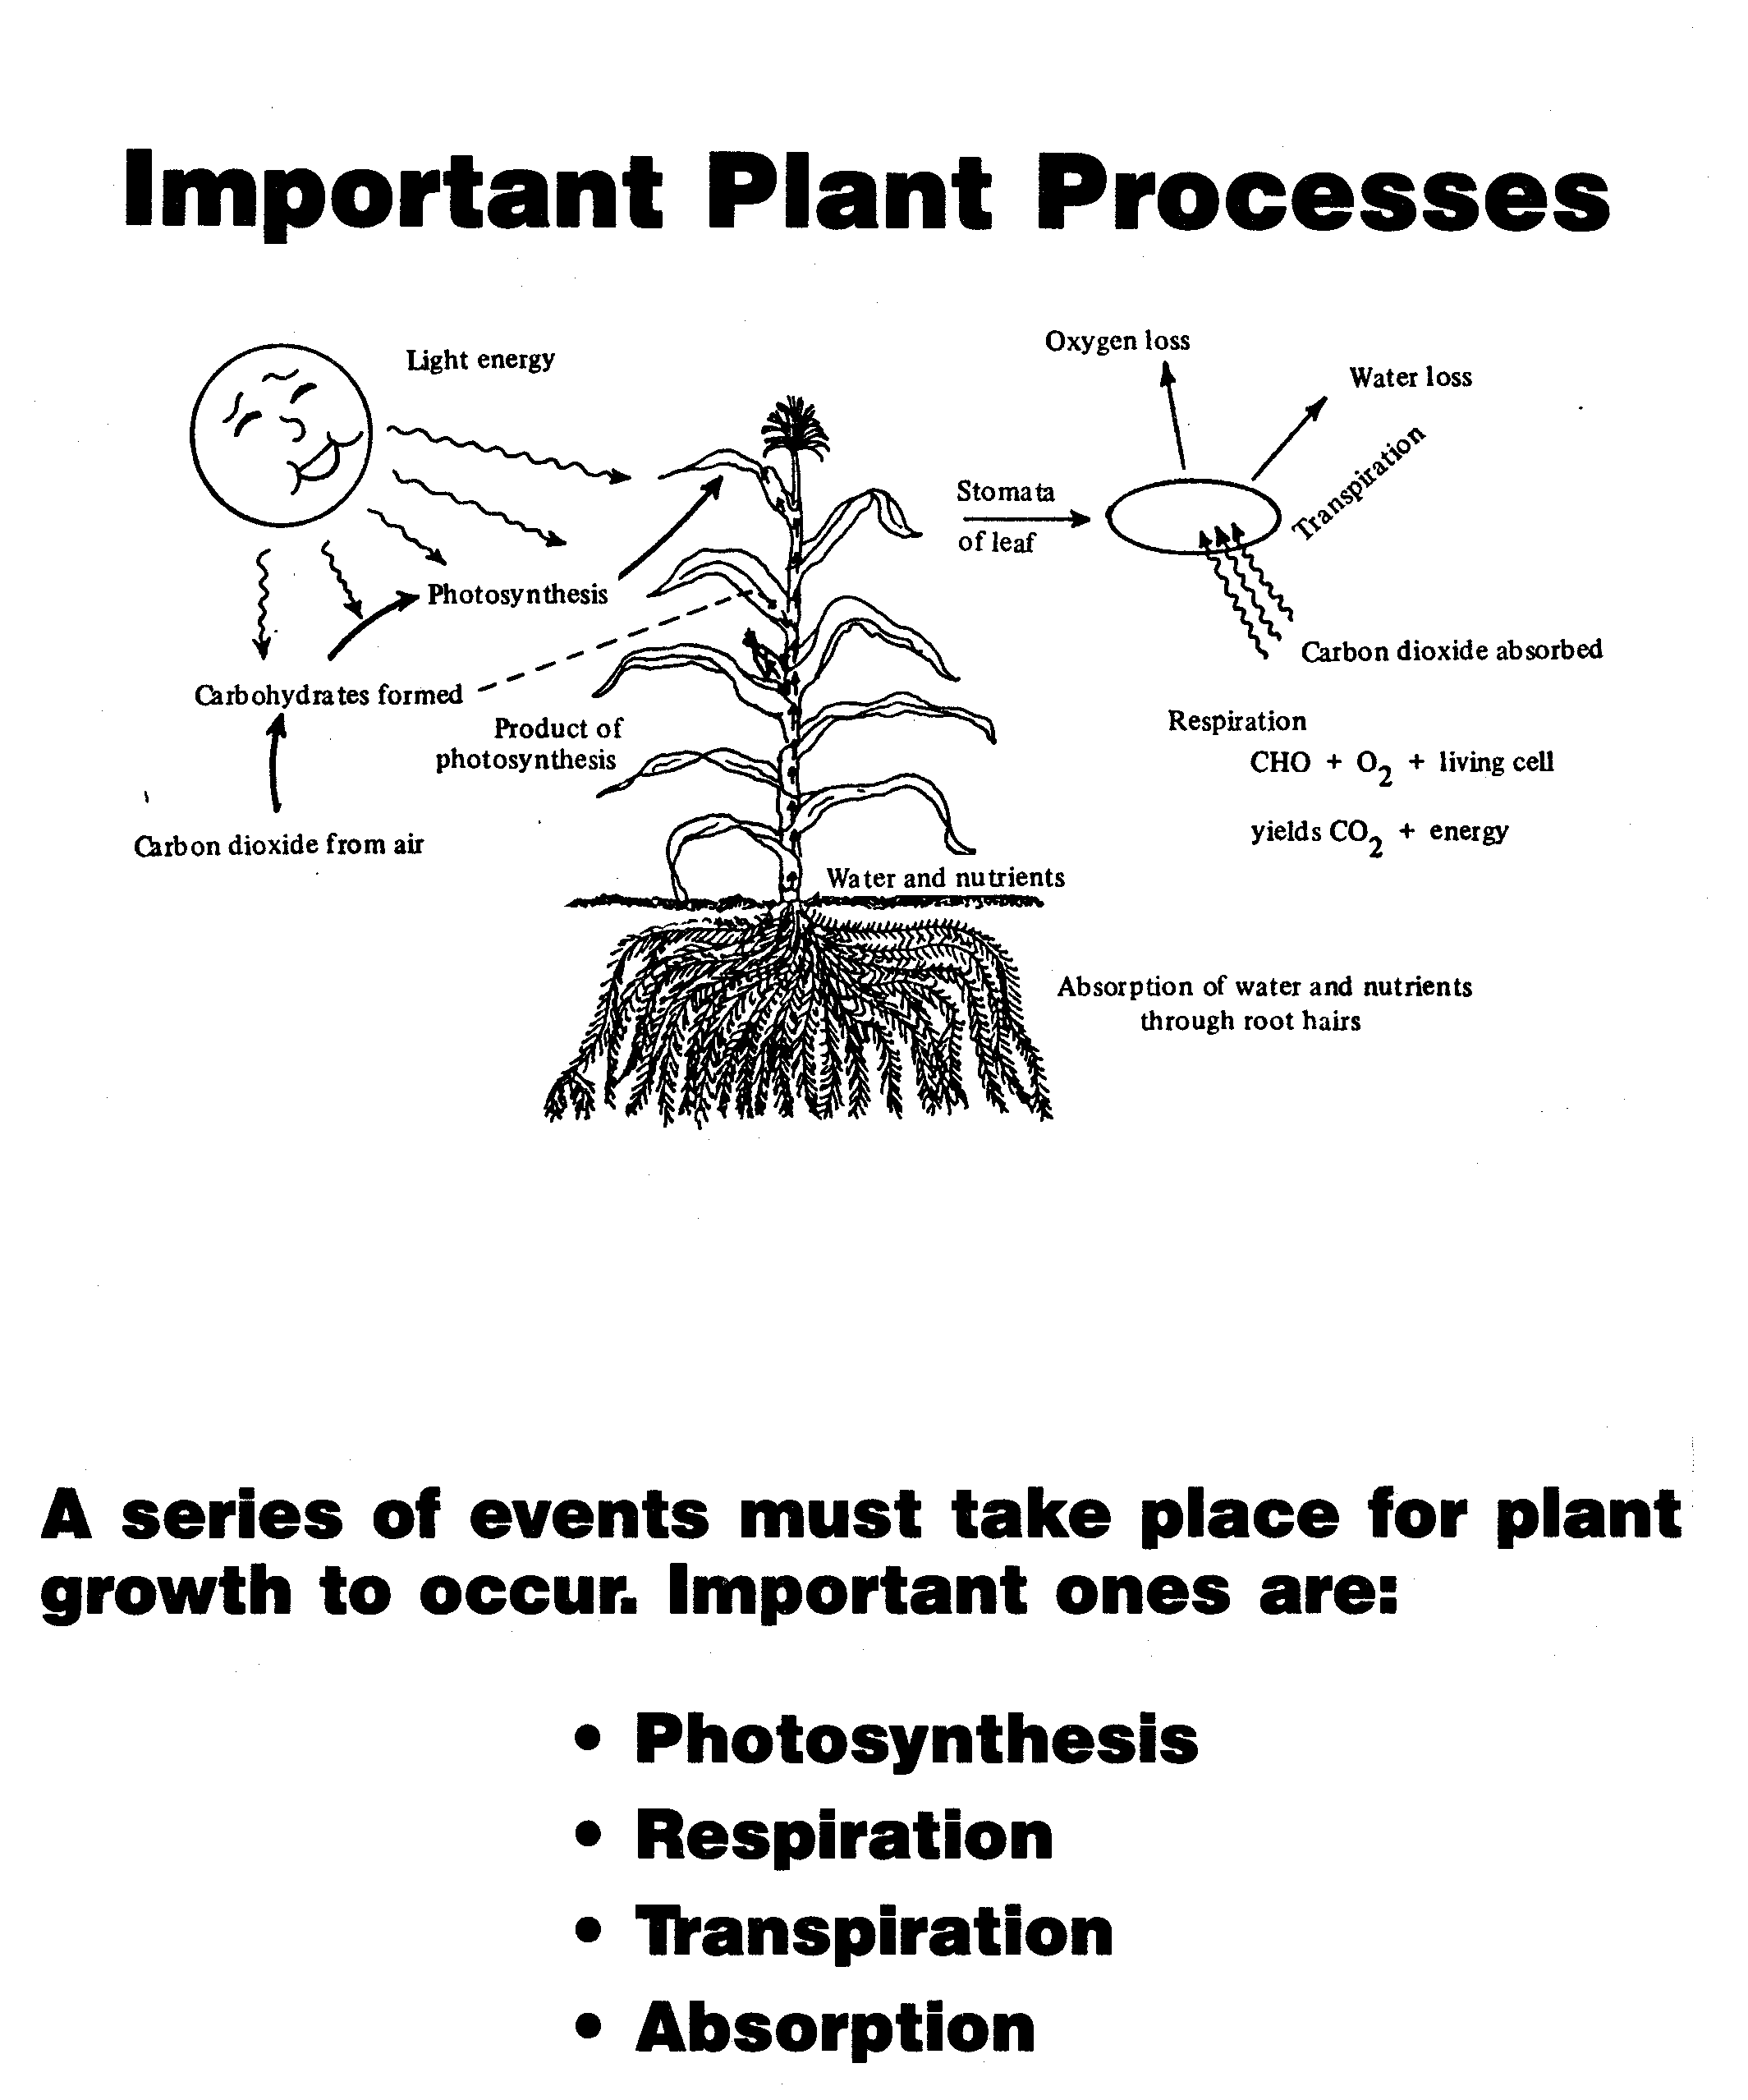 Important Plant Processes
Light energy
Oxygen loss
Water loss
Transpiration
Stomata
of leaf
Photosynthesis
Carbon dioxide absorbed
Carbohydrates formed
Product of
photosynthesis
Respiration
CHO + O₂ + living cell
yields CO₂ + energy
Carbon dioxide from air
Water and nutrients
Absorption of water and nutrients
through root hairs
A series of events must take place for plant
growth to occur. Important ones are:
• Photosynthesis
• Respiration
• Transpiration
• Absorption